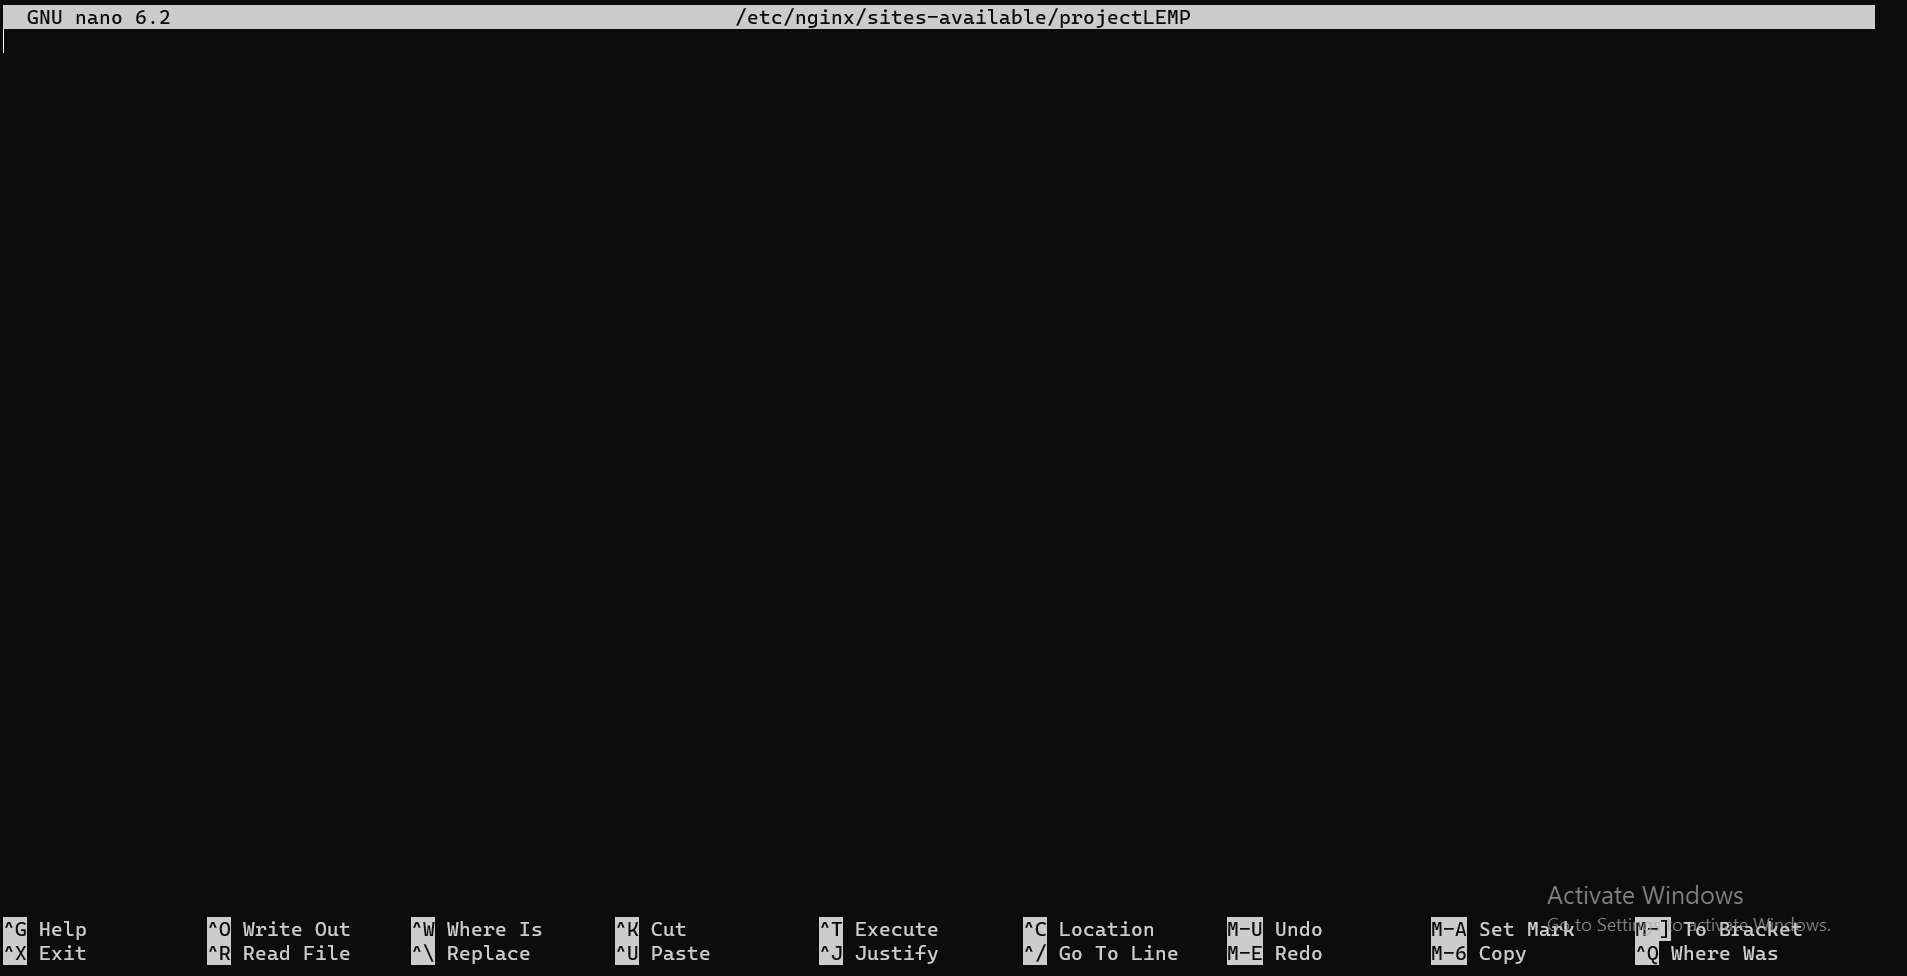 GNU nano 6.2 /etc/nginx/sites-available/projectLEMP
Activate Windows
Go to Settings to activate Windows.
^G Help ^O Write Out ^W Where Is ^K Cut ^T Execute ^C Location M-U Undo M-A Set Mark M-] To Bracket
^X Exit ^R Read File ^\ Replace ^U Paste ^J Justify ^/ Go To Line M-E Redo M-6 Copy ^Q Where Was